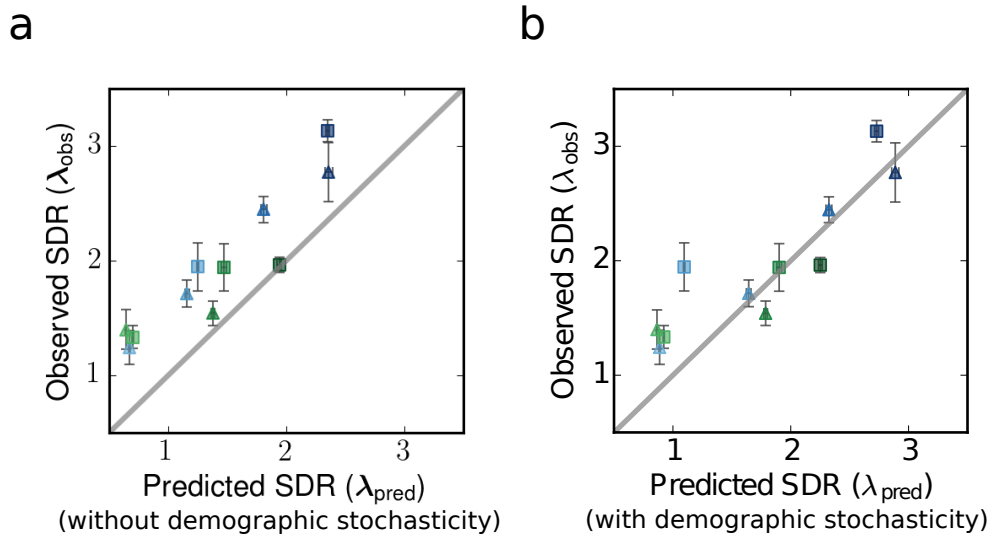 a
b
Observed SDR (λobs)
3
2
1
1
2
3
Predicted SDR (λpred)
(without demographic stochasticity)
Observed SDR (λobs)
3
2
1
1
2
3
Predicted SDR (λpred)
(with demographic stochasticity)